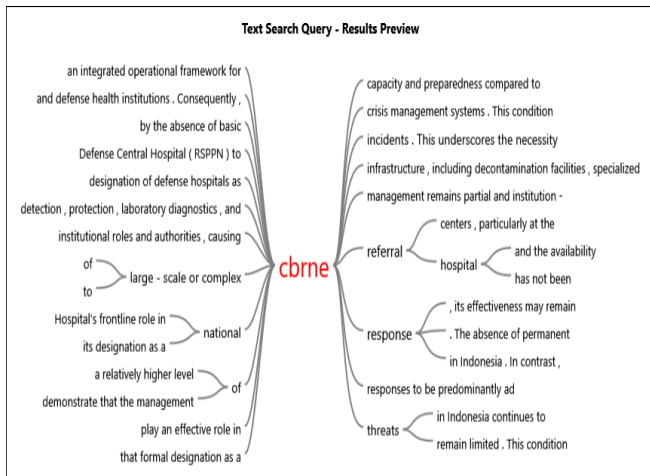 Text Search Query - Results Preview
an integrated operational framework for
and defense health institutions . Consequently ,
by the absence of basic
Defense Central Hospital ( RSPPN ) to
designation of defense hospitals as
detection , protection , laboratory diagnostics , and
institutional roles and authorities , causing
of
to
large - scale or complex
Hospital's frontline role in
its designation as a
national
a relatively higher level
demonstrate that the management
of
play an effective role in
that formal designation as a
cbrne
capacity and preparedness compared to
crisis management systems . This condition
incidents . This underscores the necessity
infrastructure , including decontamination facilities , specialized
management remains partial and institution -
referral
centers , particularly at the
hospital
and the availability
has not been
response
, its effectiveness may remain
. The absence of permanent
in Indonesia . In contrast ,
responses to be predominantly ad
threats
in Indonesia continues to
remain limited . This condition